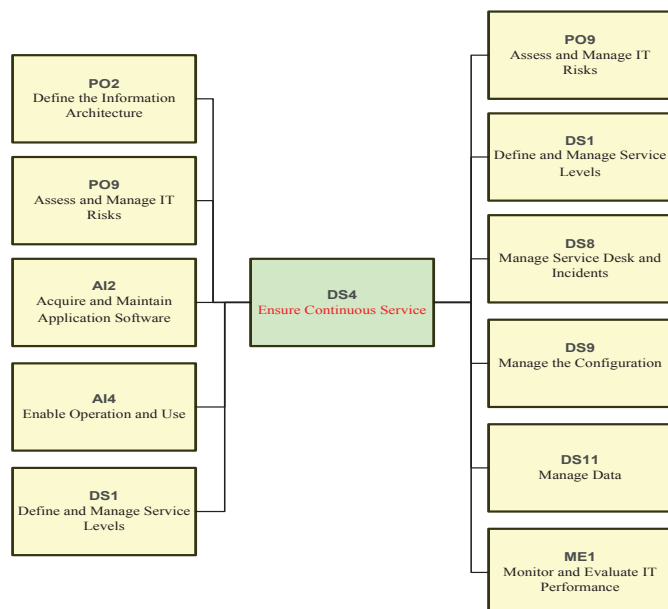 PO2
Define the Information
Architecture
PO9
Assess and Manage IT
Risks
AI2
Acquire and Maintain
Application Software
AI4
Enable Operation and Use
DS1
Define and Manage Service
Levels
DS4
Ensure Continuous Service
PO9
Assess and Manage IT
Risks
DS1
Define and Manage Service
Levels
DS8
Manage Service Desk and
Incidents
DS9
Manage the Configuration
DS11
Manage Data
ME1
Monitor and Evaluate IT
Performance